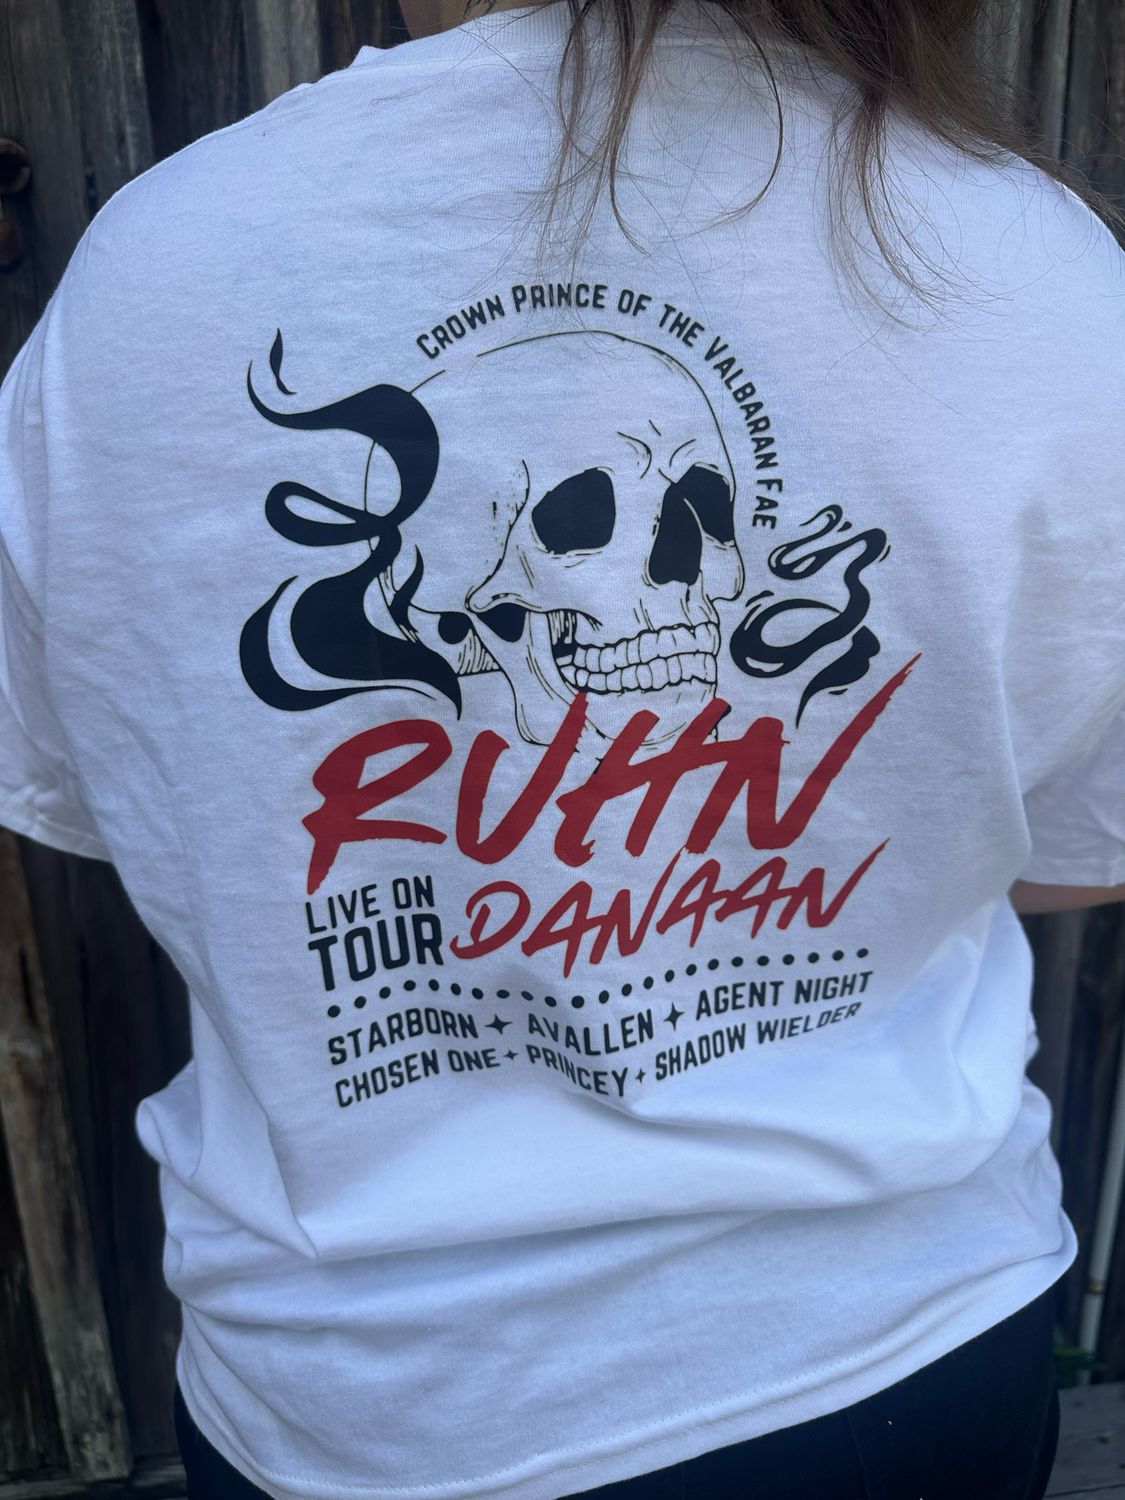 CROWN PRINCE OF THE VALBARAN FAE
RUHN
LIVE ON
TOUR
DANAAN
STARBORN ✦ AVALLEN ✦ AGENT NIGHT
CHOSEN ONE ✦ PRINCEY ✦ SHADOW WIELDER